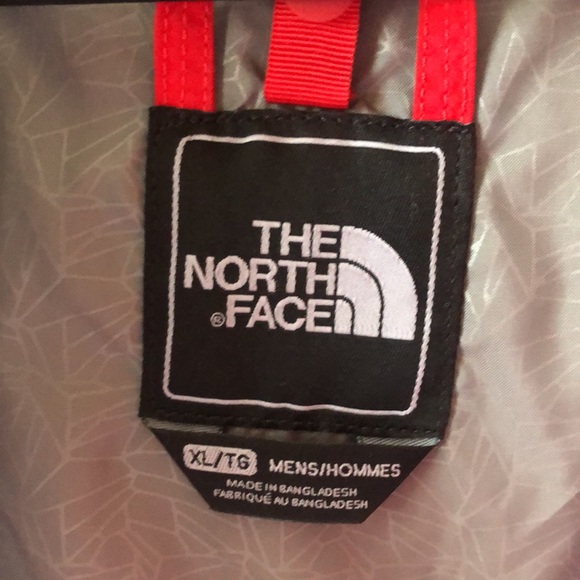 THE
NORTH
®FACE
XL/TG MENS/HOMMES
MADE IN BANGLADESH
FABRIQUÉ AU BANGLADESH